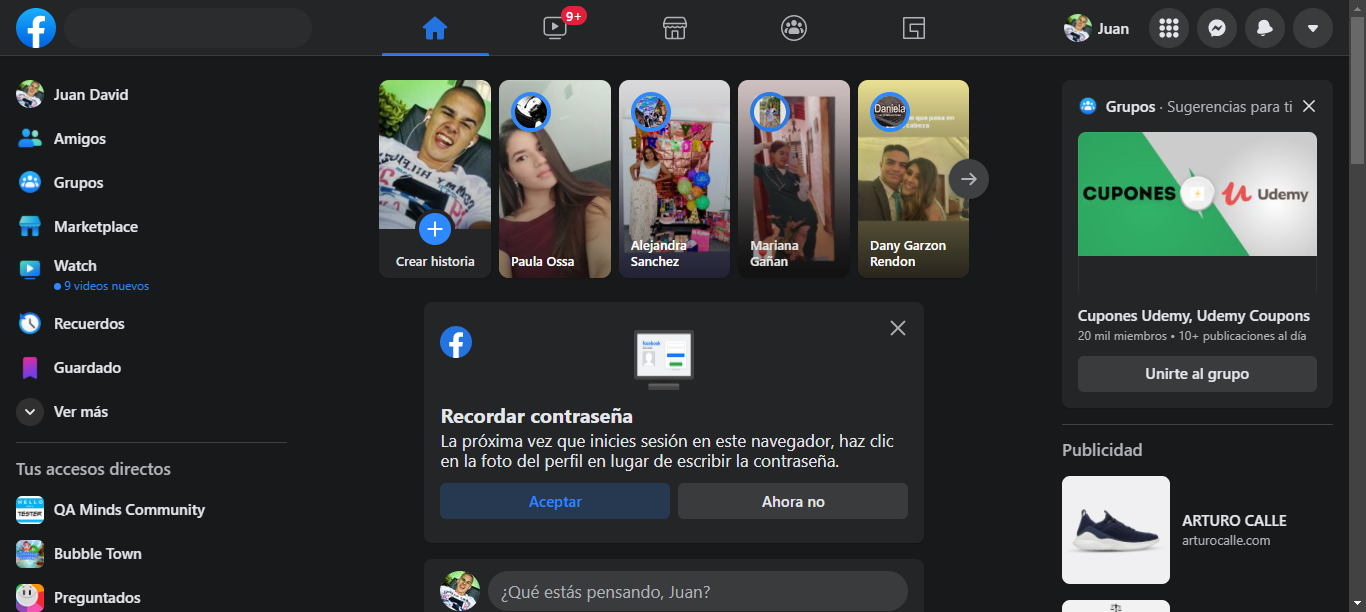 9+
Juan
Juan David
Amigos
Grupos
Marketplace
Watch
9 videos nuevos
Recuerdos
Guardado
Ver más
Tus accesos directos
QA Minds Community
Bubble Town
Preguntados
Crear historia
Paula Ossa
Alejandra
Sanchez
Mariana
Gañan
Daniela
Dany Garzon
Rendon
Recordar contraseña
La próxima vez que inicies sesión en este navegador, haz clic
en la foto del perfil en lugar de escribir la contraseña.
Aceptar
Ahora no
¿Qué estás pensando, Juan?
Grupos · Sugerencias para ti
CUPONES
Udemy
Cupones Udemy, Udemy Coupons
20 mil miembros • 10+ publicaciones al día
Unirte al grupo
Publicidad
ARTURO CALLE
arturocalle.com